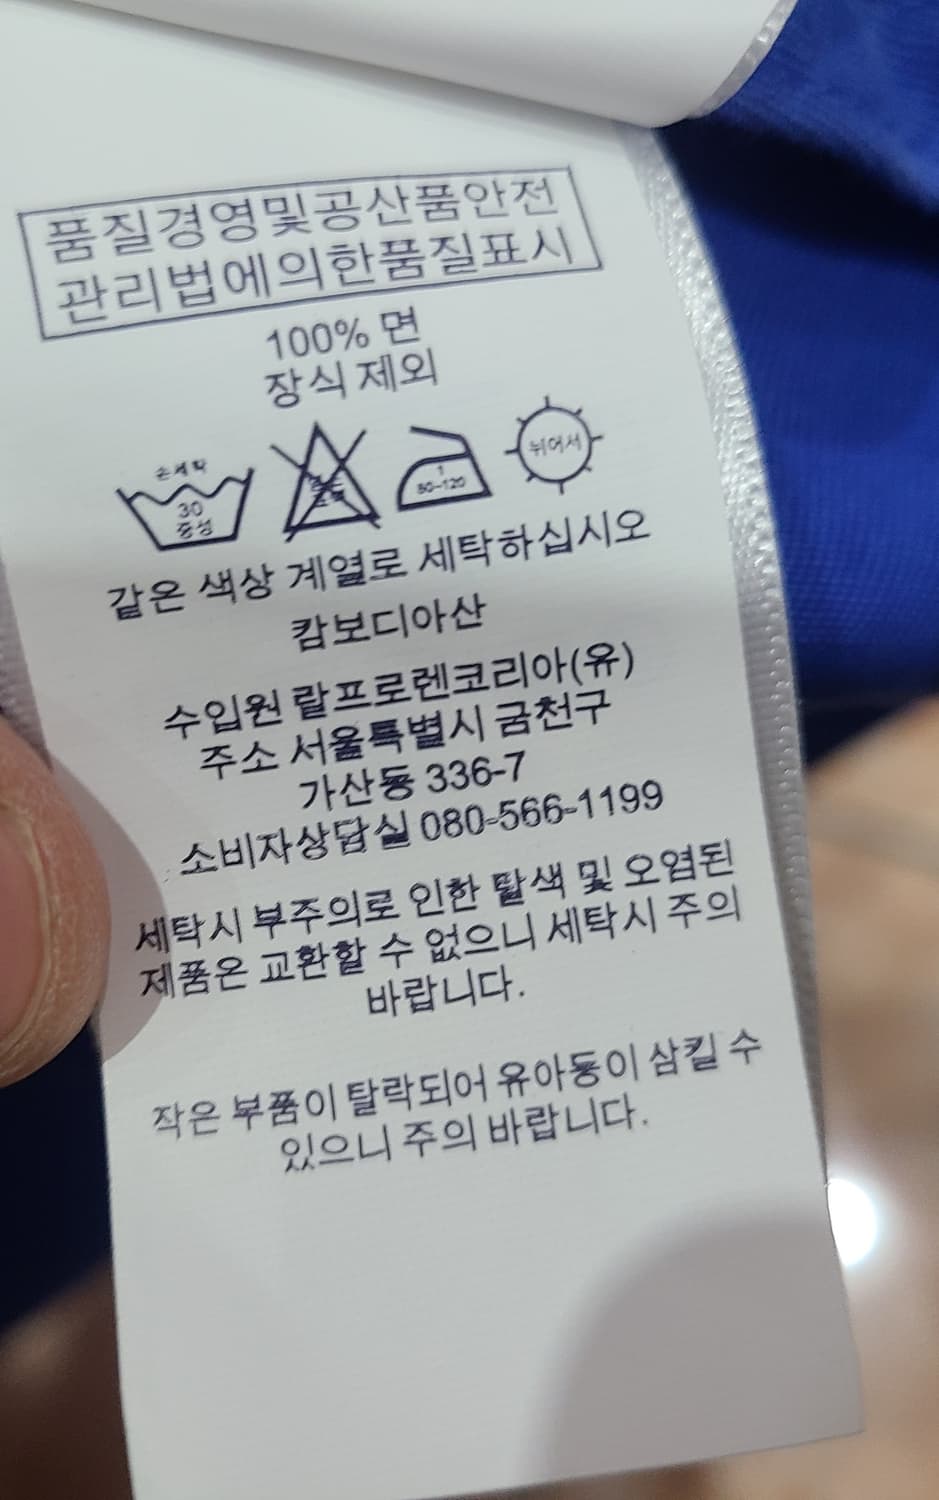 품질경영및공산품안전
관리법에의한품질표시
100% 면
장식 제외
손세탁
30
중성
1
80~120
뉘어서
같은 색상 계열로 세탁하십시오
캄보디아산
수입원 랄프로렌코리아(유)
주소 서울특별시 금천구
가산동 336-7
소비자상담실 080-566-1199
세탁시 부주의로 인한 탈색 및 오염된
제품은 교환할 수 없으니 세탁시 주의
바랍니다.
작은 부품이 탈락되어 유아동이 삼킬 수
있으니 주의 바랍니다.